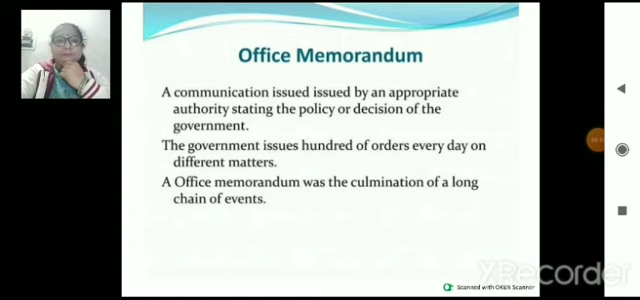 Office Memorandum
A communication issued issued by an appropriate
authority stating the policy or decision of the
government.
The government issues hundred of orders every day on
different matters.
A Office memorandum was the culmination of a long
chain of events.
Scanned with OKEN Scanner
XRecorder